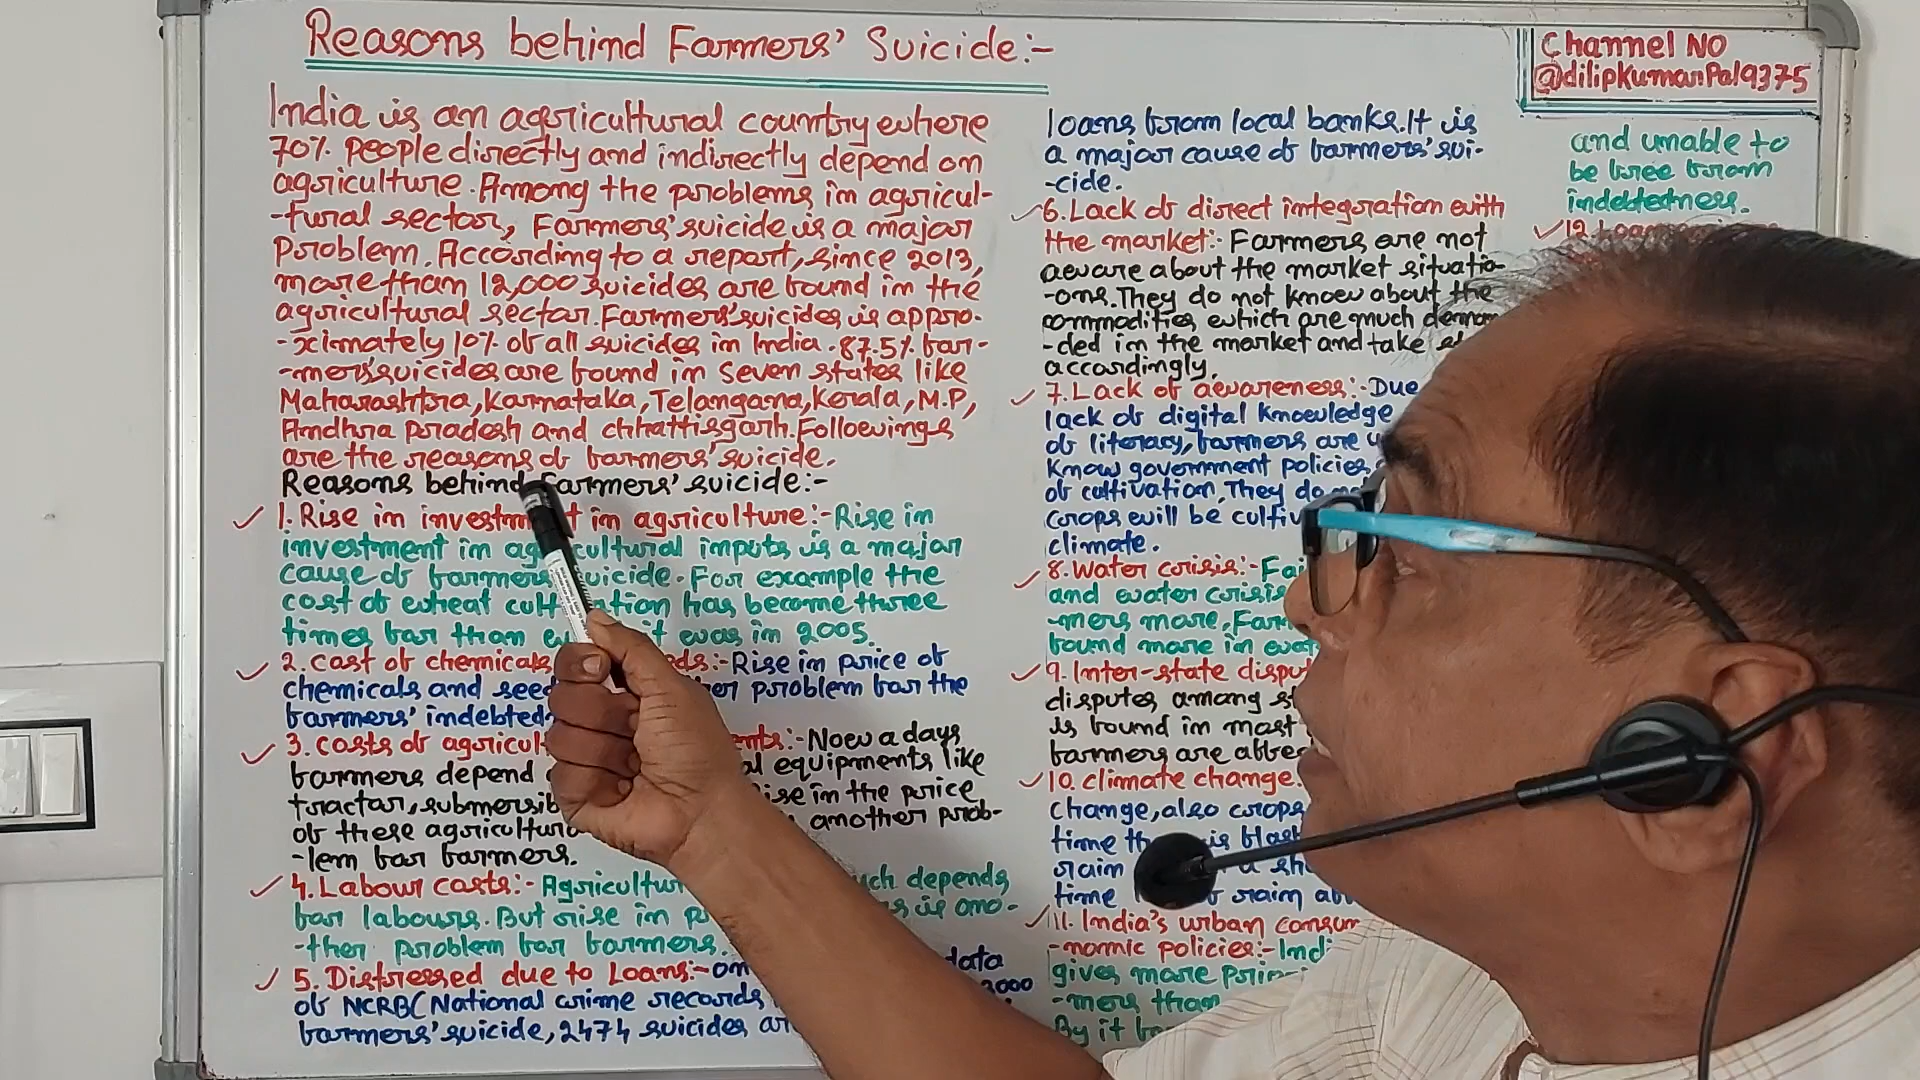 Reasons behind Farmers' Suicide:-
Channel NO
@dilipkumarPal9375
India is an agricultural country where
70% people directly and indirectly depend on
agriculture. Among the problems in agricul-
-tural sector, Farmers' suicide is a major
Problem. According to a report, since 2013,
more than 12,000 suicides are found in the
agricultural sector. Farmers' suicides is appro-
-ximately 10% of all suicides in India. 87.5% far-
-mers' suicides are found in seven states like
Maharashtra, Karnataka, Telangana, Kerala, M.P,
Andhra Pradesh and chhattisgarh. Followings
are the reasons of farmers' suicide.
Reasons behind Farmers' suicide:-
1. Rise in investment in agriculture:- Rise in
investment in agricultural inputs is a major
cause of farmers' suicide. For example the
cost of wheat cultivation has become three
times far than it was in 2005.
2. Cost of chemicals :- Rise in price of
chemicals and problem for the
farmers' indebted-
3. Costs of :- Now a days
farmers depend equipments like
tractor, in the price
of these another prob-
-lem for farmers.
4. Labour costs:- depends
for labours. But rise in is ano-
-ther problem for farmers.
5. Distressed due to Loans:- data
of NCRB(National crime records
farmers' suicide, 2474 suicides
loans from local banks. It is
a major cause of farmers' sui-
-cide.
6. Lack of direct integration with
the market:- Farmers are not
aware about the market situatio-
-ons. They do not know about the
commodities which are much deman-
-ded in the market and take
accordingly.
7. Lack of awareness:- Due
lack of digital knowledge
of literacy, farmers are
know government policies
of cultivation. They do
crops will be
climate.
8. Water crisis:-
and water crisis
-mers more,
found more in
9. Inter-state
disputes among
is found in most
farmers are
10. climate change.
change, also crops
time is
rain
time rain
11. India's urban
-nomic policies:-
gives more
-mers than
By it
and unable to
be free from
indebtedness.
12.